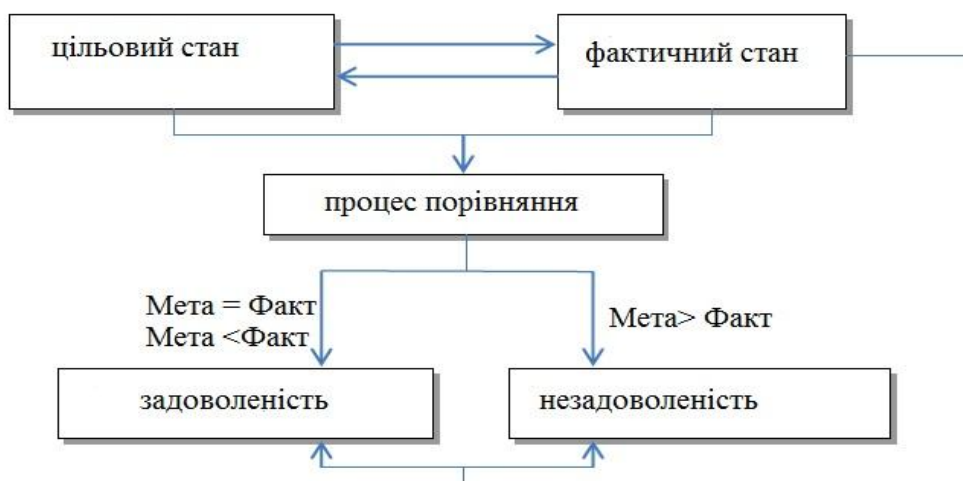 цільовий стан
фактичний стан
процес порівняння
Мета = Факт
Мета <Факт
Мета> Факт
задоволеність
незадоволеність